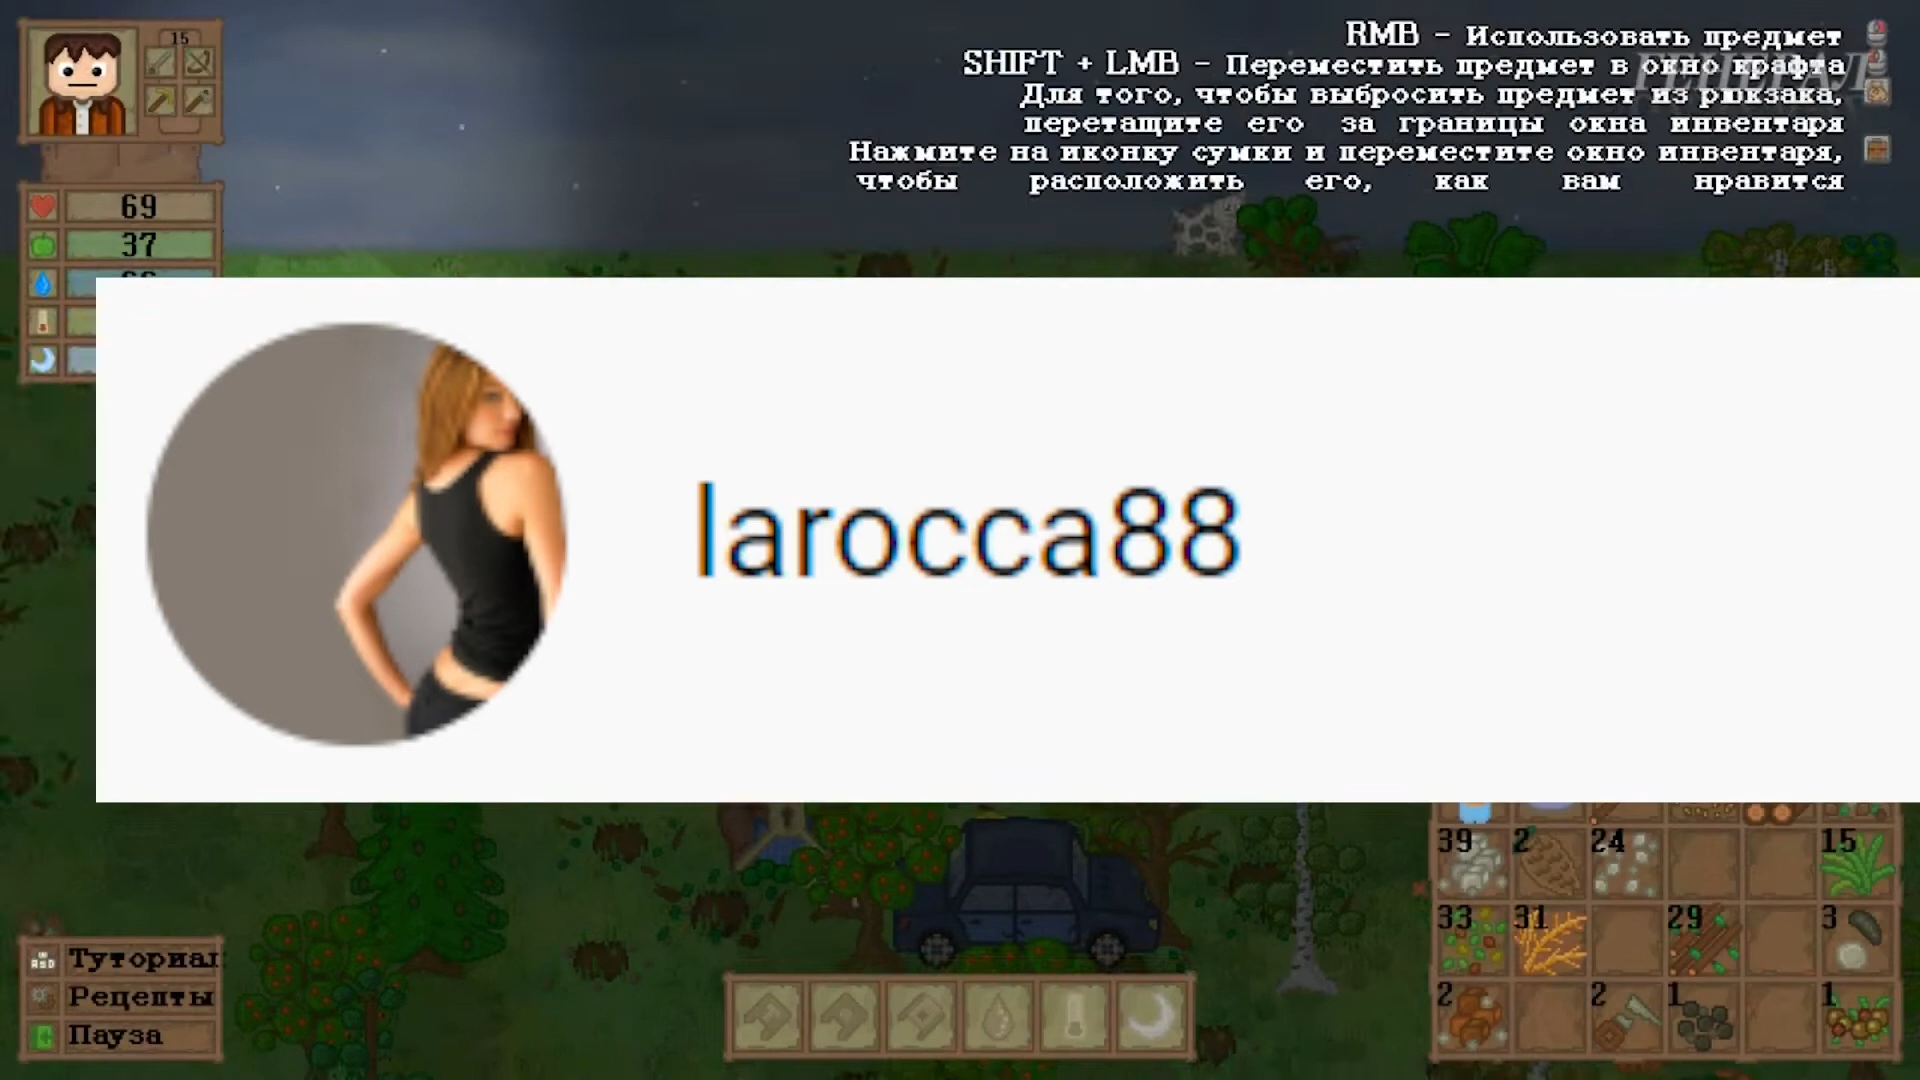 15
RMB - Использовать предмет
SHIFT + LMB - Переместить предмет в окно крафта
Для того, чтобы выбросить предмет из рюкзака,
перетащите его за границы окна инвентаря
Нажмите на иконку сумки и переместите окно инвентаря,
чтобы расположить его, как вам нравится
69
37
larocca88
39 2 24 15
33 31 29 3
2 2 1 1
Туториал
Рецепты
Пауза